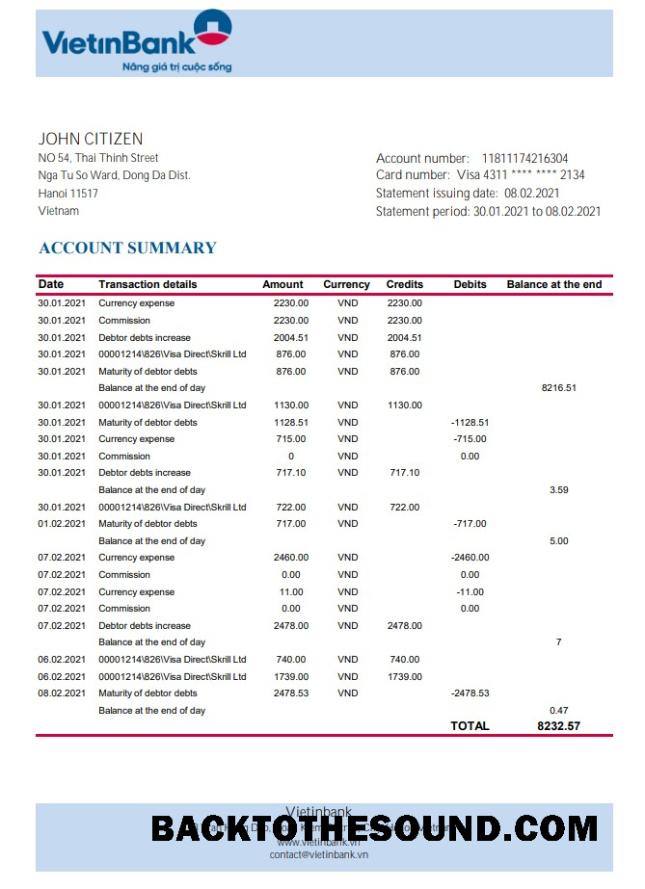 VietinBank
Nâng giá trị cuộc sống
JOHN CITIZEN
NO 54, Thai Thinh Street
Nga Tu So Ward, Dong Da Dist.
Hanoi 11517
Vietnam
Account number: 11811174216304
Card number: Visa 4311 **** **** 2134
Statement issuing date: 08.02.2021
Statement period: 30.01.2021 to 08.02.2021
ACCOUNT SUMMARY
Date Transaction details Amount Currency Credits Debits Balance at the end
30.01.2021 Currency expense 2230.00 VND 2230.00
30.01.2021 Commission 2230.00 VND 2230.00
30.01.2021 Debtor debts increase 2004.51 VND 2004.51
30.01.2021 00001214\826\Visa Direct\Skrill Ltd 876.00 VND 876.00
30.01.2021 Maturity of debtor debts 876.00 VND 876.00
Balance at the end of day 8216.51
30.01.2021 00001214\826\Visa Direct\Skrill Ltd 1130.00 VND 1130.00
30.01.2021 Maturity of debtor debts 1128.51 VND -1128.51
30.01.2021 Currency expense 715.00 VND -715.00
30.01.2021 Commission 0 VND 0.00
30.01.2021 Debtor debts increase 717.10 VND 717.10
Balance at the end of day 3.59
30.01.2021 00001214\826\Visa Direct\Skrill Ltd 722.00 VND 722.00
01.02.2021 Maturity of debtor debts 717.00 VND -717.00
Balance at the end of day 5.00
07.02.2021 Currency expense 2460.00 VND -2460.00
07.02.2021 Commission 0.00 VND 0.00
07.02.2021 Currency expense 11.00 VND -11.00
07.02.2021 Commission 0.00 VND 0.00
07.02.2021 Debtor debts increase 2478.00 VND 2478.00
Balance at the end of day 7
06.02.2021 00001214\826\Visa Direct\Skrill Ltd 740.00 VND 740.00
06.02.2021 00001214\826\Visa Direct\Skrill Ltd 1739.00 VND 1739.00
08.02.2021 Maturity of debtor debts 2478.53 VND -2478.53
Balance at the end of day 0.47
TOTAL 8232.57
Vietinbank
BACKTOTHESOUND.COM
www.vietinbank.vn
contact@vietinbank.vn